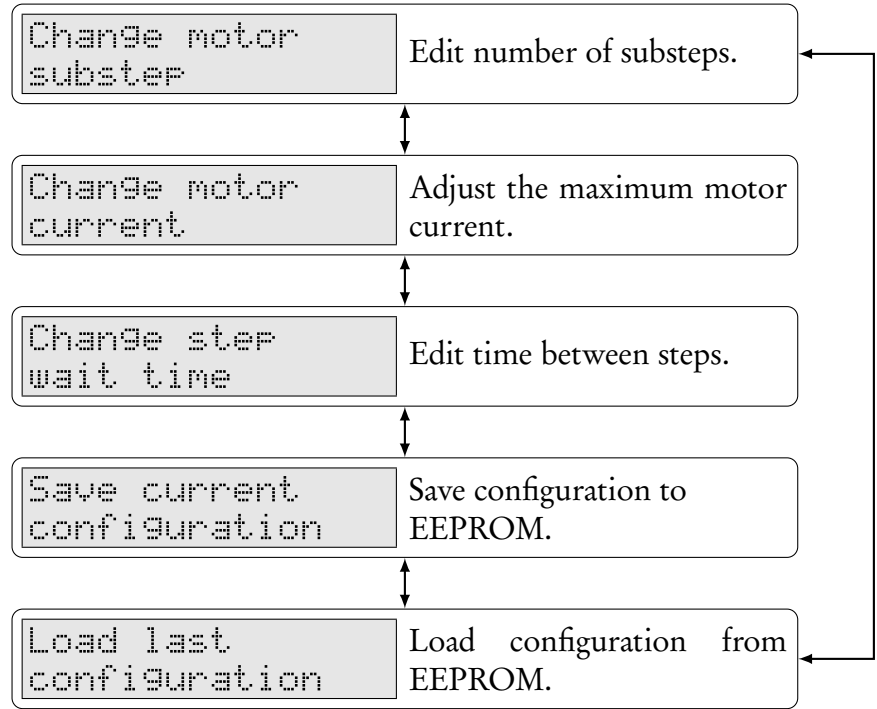 Change motor
substep
Edit number of substeps.
Change motor
current
Adjust the maximum motor
current.
Change step
wait time
Edit time between steps.
Save current
configuration
Save configuration to
EEPROM.
Load last
configuration
Load configuration from
EEPROM.